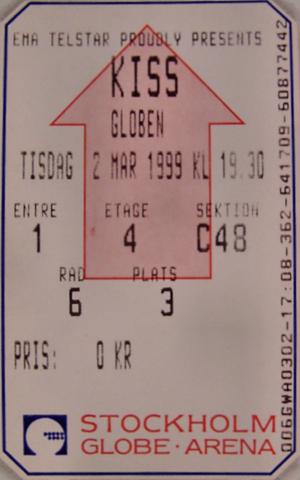 EMA TELSTAR PROUDLY PRESENTS
KISS
GLOBEN
TISDAG 2 MAR 1999 KL 19.30
ENTRE ETAGE SEKTION
1 4 C48
RAD PLATS
6 3
PRIS: 0 KR
STOCKHOLM
GLOBE·ARENA
006GWA0302-17:08-362-641709-60877442